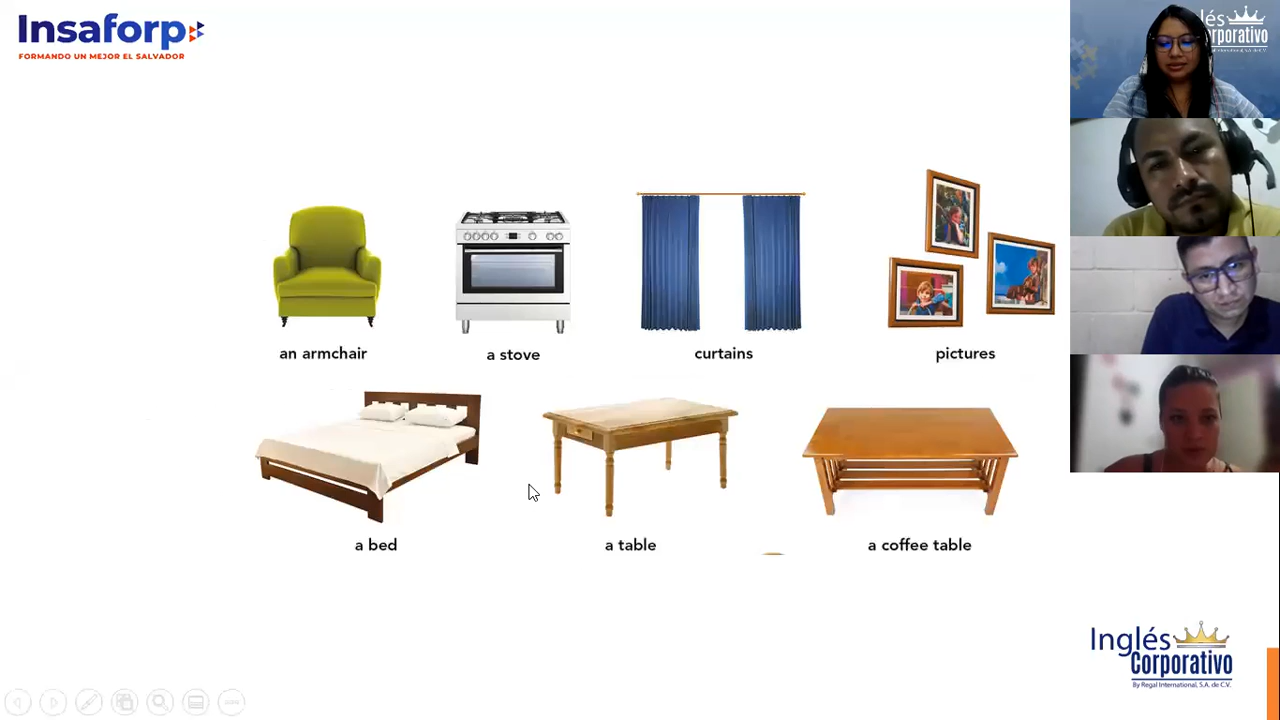 Insaforp
FORMANDO UN MEJOR EL SALVADOR
Corporativo
an armchair
a stove
curtains
pictures
a bed
a table
a coffee table
Inglés
Corporativo
By Regal International, S.A. de C.V.